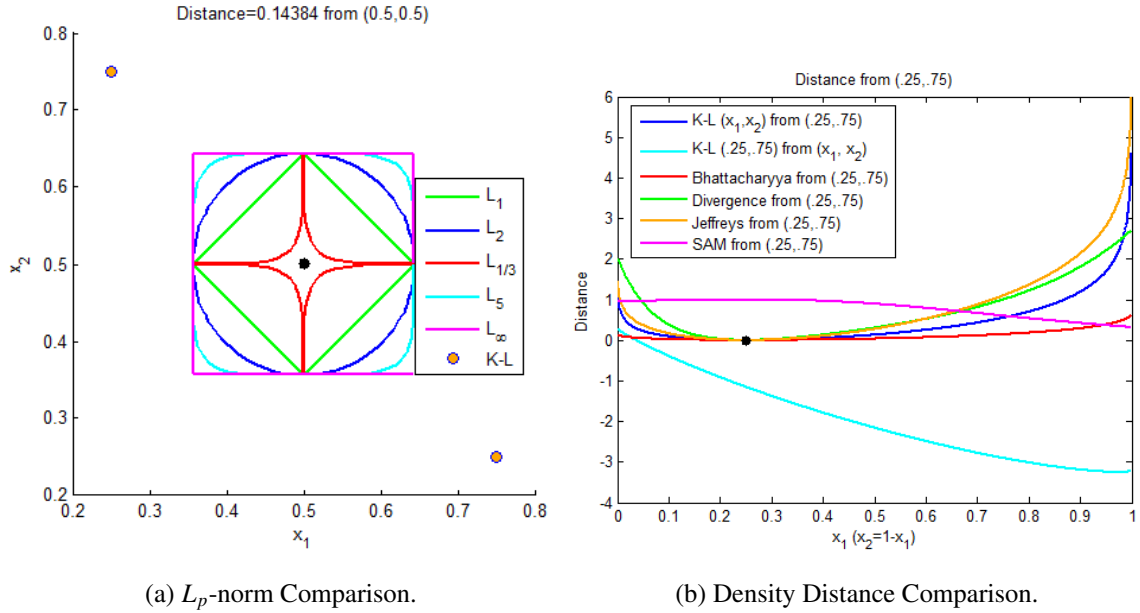 Distance=0.14384 from (0.5,0.5)
0.8
0.7
0.6
0.5
0.4
0.3
0.2
x2
0.2
0.3
0.4
0.5
0.6
0.7
0.8
x1
L1
L2
L1/3
L5
L∞
K-L
(a) Lp-norm Comparison.
Distance from (.25,.75)
6
5
4
3
2
1
0
-1
-2
-3
-4
Distance
0
0.1
0.2
0.3
0.4
0.5
0.6
0.7
0.8
0.9
1
x1 (x2=1-x1)
K-L (x1,x2) from (.25,.75)
K-L (.25,.75) from (x1, x2)
Bhattacharyya from (.25,.75)
Divergence from (.25,.75)
Jeffreys from (.25,.75)
SAM from (.25,.75)
(b) Density Distance Comparison.